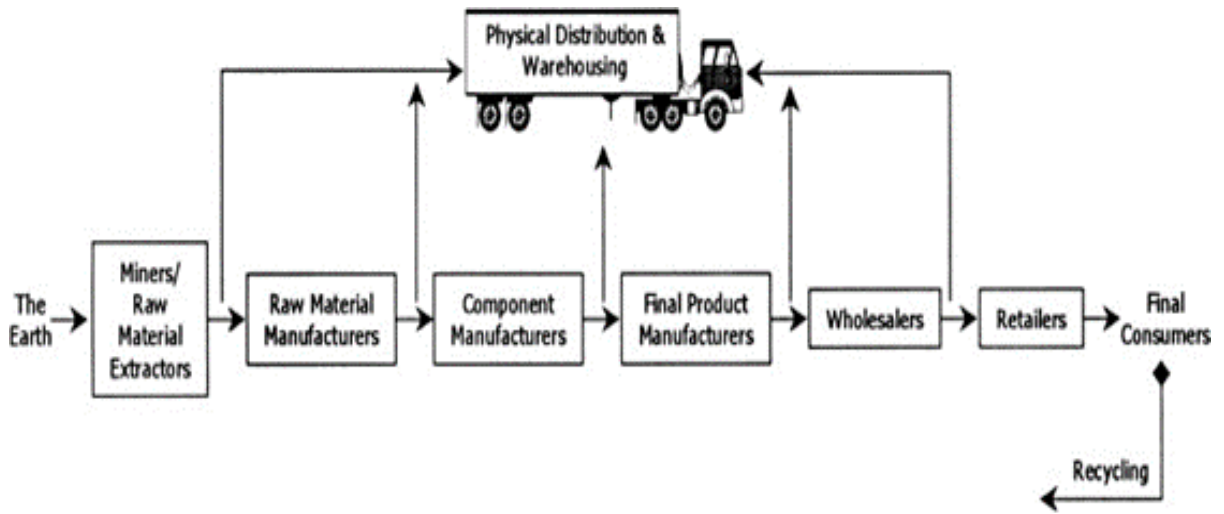 Physical Distribution &
Warehousing
The
Earth
Miners/
Raw
Material
Extractors
Raw Material
Manufacturers
Component
Manufacturers
Final Product
Manufacturers
Wholesalers
Retailers
Final
Consumers
Recycling